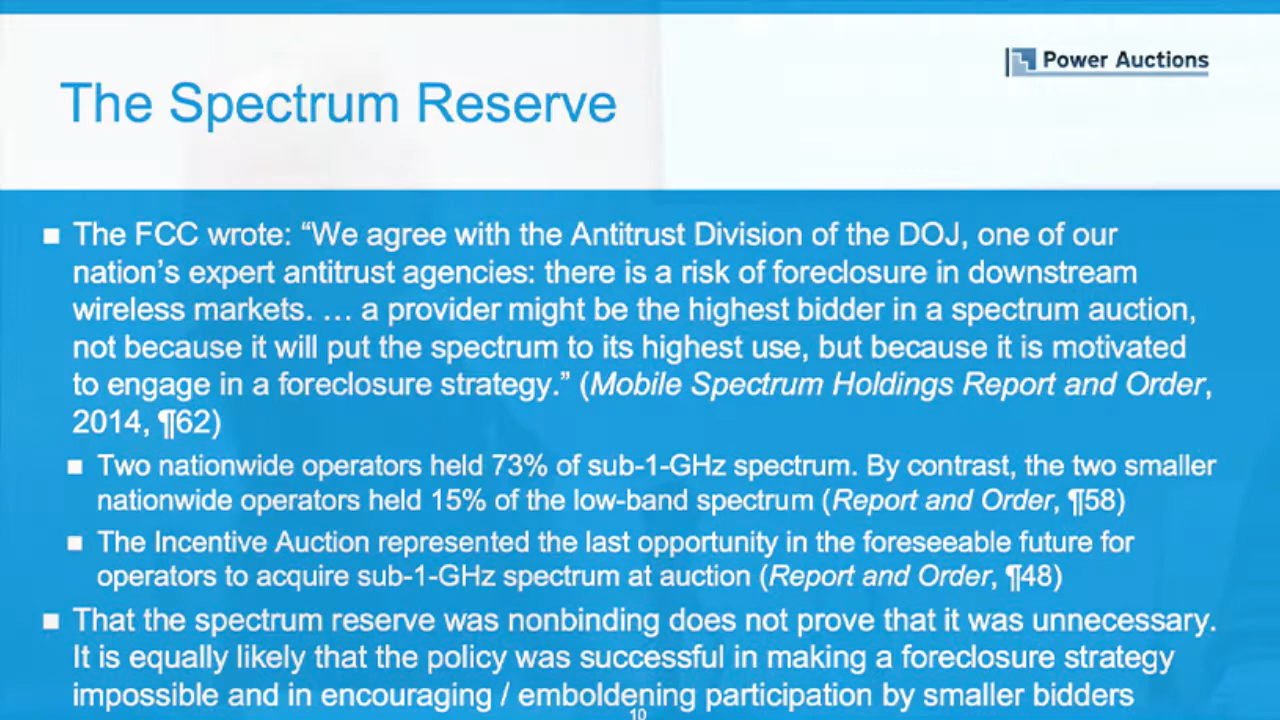 Power Auctions
The Spectrum Reserve
■ The FCC wrote: “We agree with the Antitrust Division of the DOJ, one of our
nation’s expert antitrust agencies: there is a risk of foreclosure in downstream
wireless markets. … a provider might be the highest bidder in a spectrum auction,
not because it will put the spectrum to its highest use, but because it is motivated
to engage in a foreclosure strategy.” (Mobile Spectrum Holdings Report and Order,
2014, ¶62)
■ Two nationwide operators held 73% of sub-1-GHz spectrum. By contrast, the two smaller
nationwide operators held 15% of the low-band spectrum (Report and Order, ¶58)
■ The Incentive Auction represented the last opportunity in the foreseeable future for
operators to acquire sub-1-GHz spectrum at auction (Report and Order, ¶48)
■ That the spectrum reserve was nonbinding does not prove that it was unnecessary.
It is equally likely that the policy was successful in making a foreclosure strategy
impossible and in encouraging / emboldening participation by smaller bidders
10